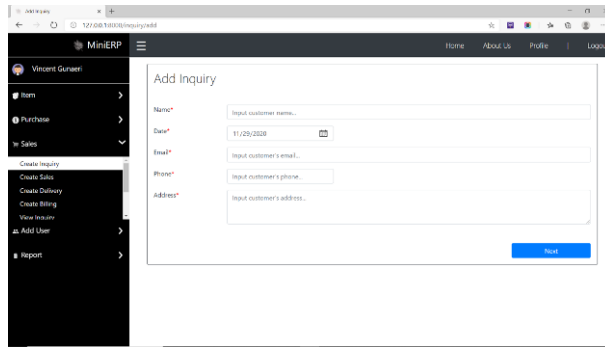 Add Inquiry
127.0.0.1:8000/inquiry/add
MiniERP
Home About Us Profile | Logou
Vincent Gunaeri
Item
Purchase
Sales
Create Inquiry
Create Sales
Create Delivery
Create Billing
View Inquiry
Add User
Report
Add Inquiry
Name*
Input customer name...
Date*
11/29/2020
Email*
Input customer's email...
Phone*
Input customer's phone...
Address*
Input customer's address...
Next